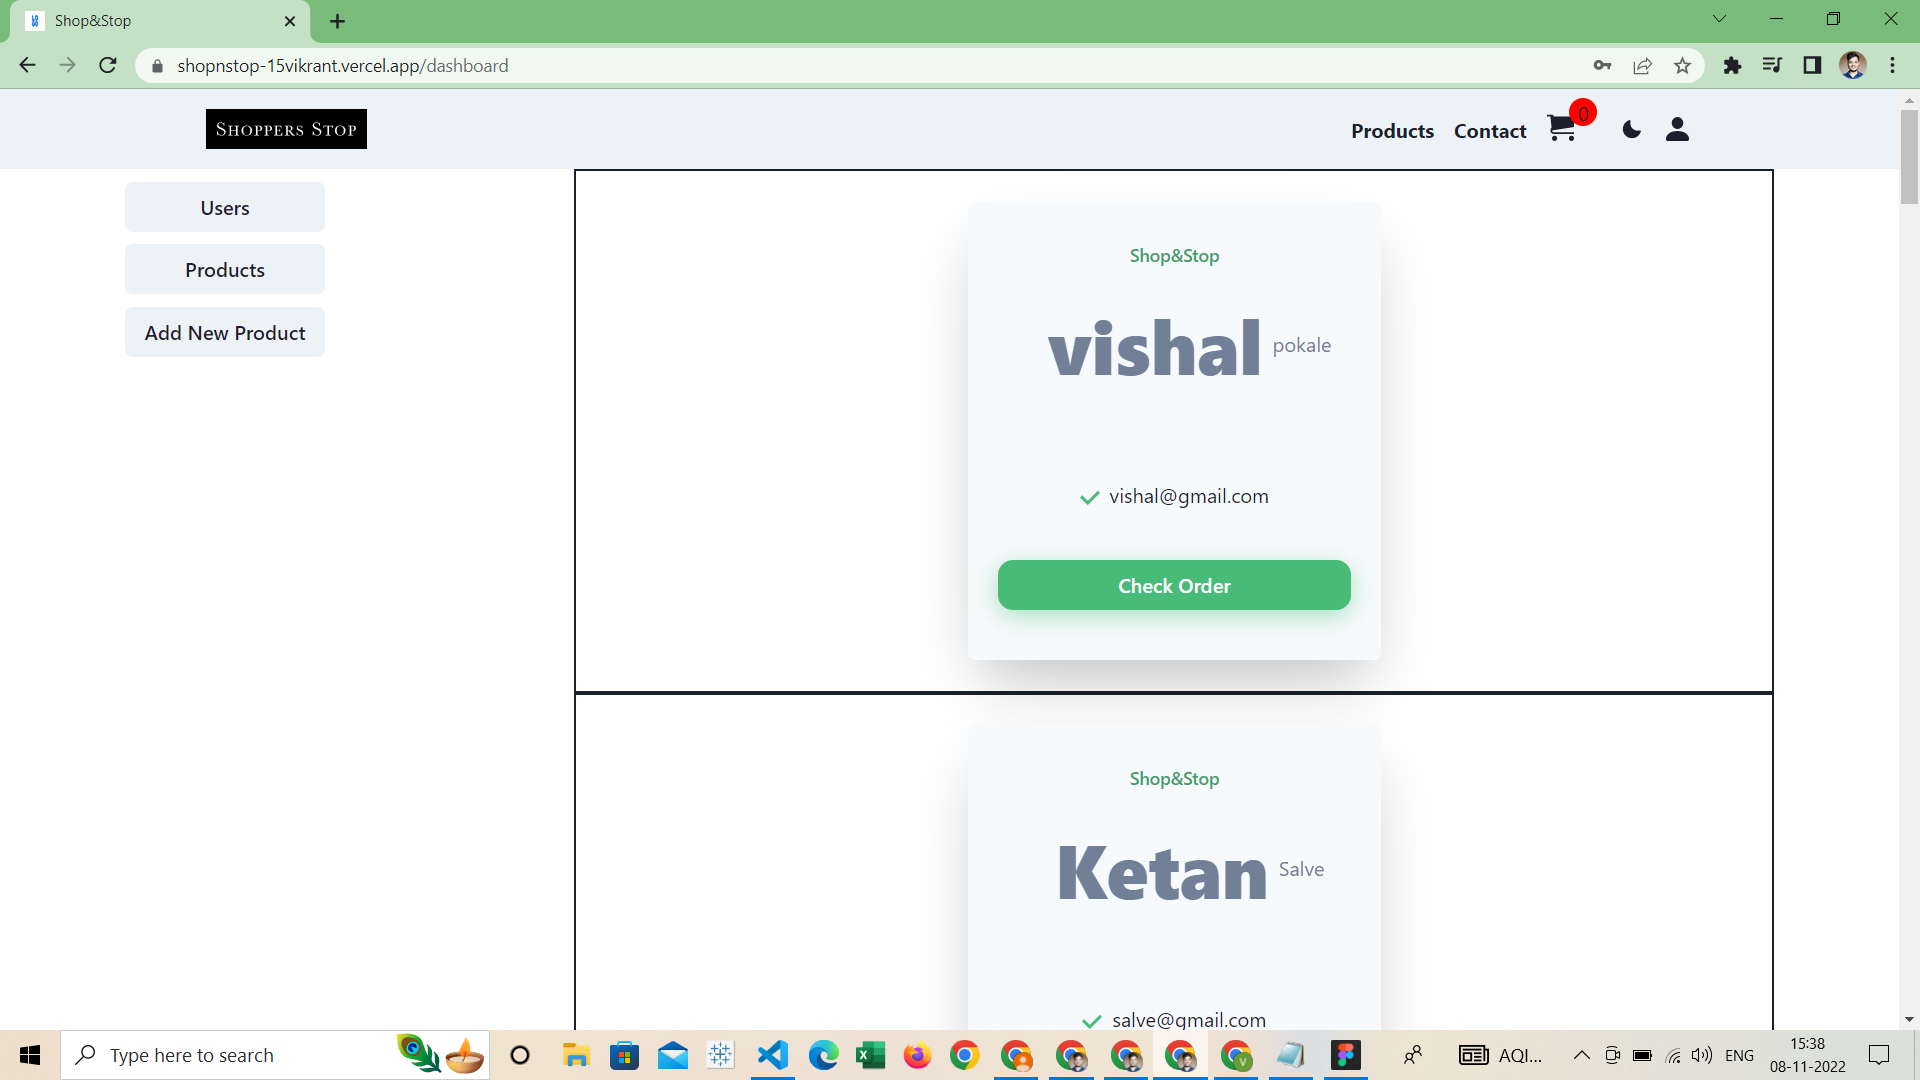 Shop&Stop
shopnstop-15vikrant.vercel.app/dashboard
SHOPPERS STOP
Products
Contact
0
Users
Products
Add New Product
Shop&Stop
vishal pokale
vishal@gmail.com
Check Order
Shop&Stop
Ketan Salve
salve@gmail.com
Type here to search
V
AQI...
ENG
15:38
08-11-2022